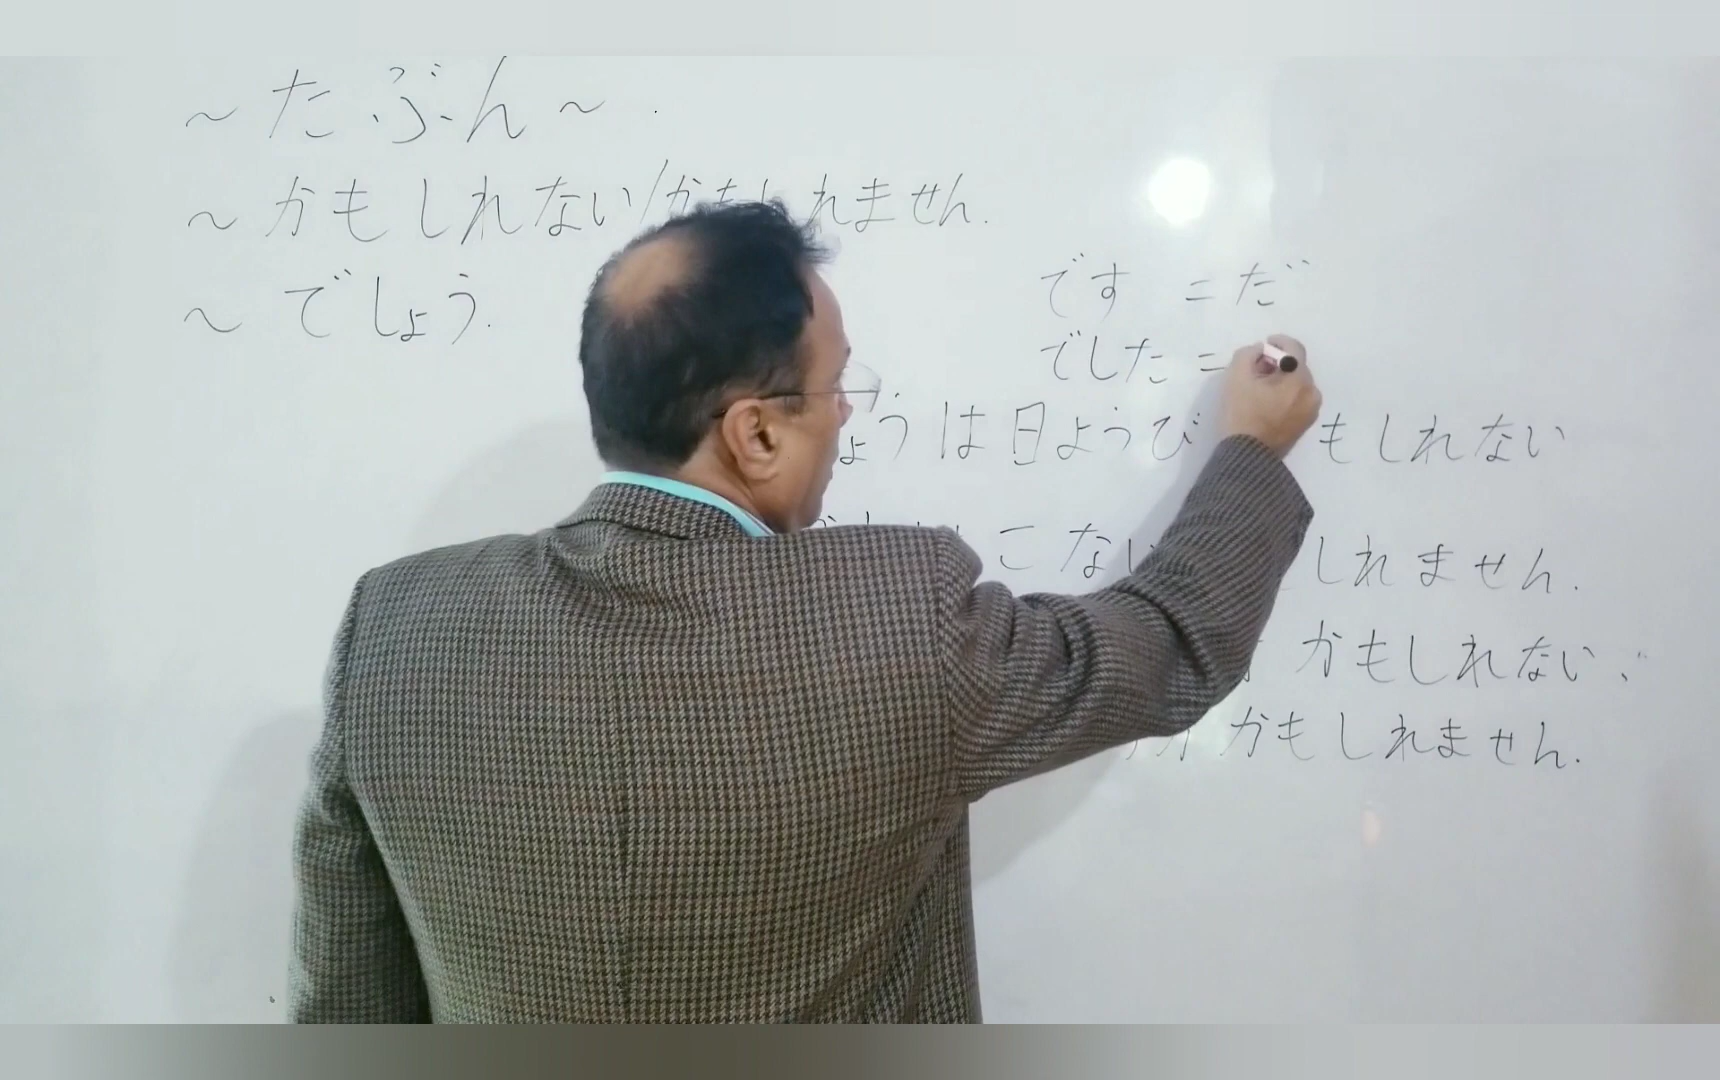 ~たぶん~.
~かもしれない/かもしれません.
~でしょう.
です = だ
でした =
ょうは日ようび もしれない
こない しれません.
かもしれない、
かもしれません.